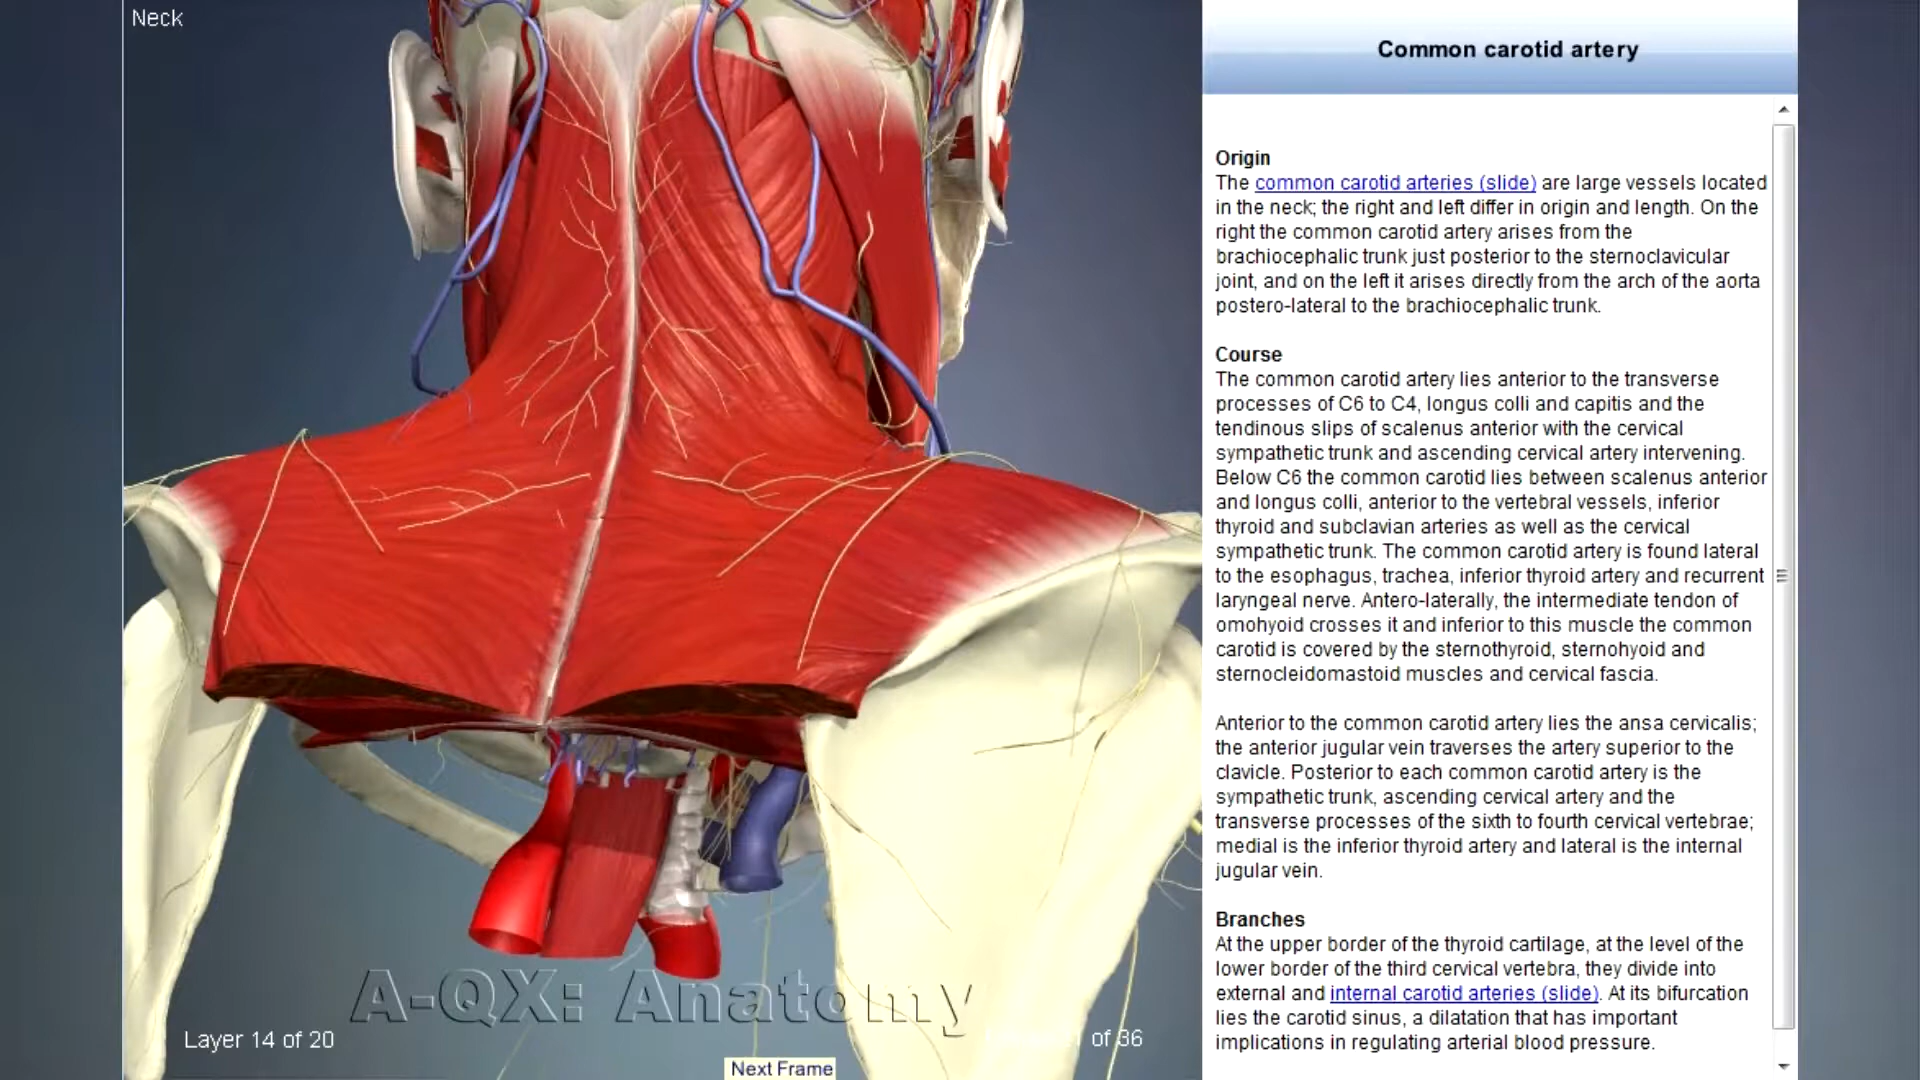 Neck
Common carotid artery
Origin
The common carotid arteries (slide) are large vessels located
in the neck; the right and left differ in origin and length. On the
right the common carotid artery arises from the
brachiocephalic trunk just posterior to the sternoclavicular
joint, and on the left it arises directly from the arch of the aorta
postero-lateral to the brachiocephalic trunk.
Course
The common carotid artery lies anterior to the transverse
processes of C6 to C4, longus colli and capitis and the
tendinous slips of scalenus anterior with the cervical
sympathetic trunk and ascending cervical artery intervening.
Below C6 the common carotid lies between scalenus anterior
and longus colli, anterior to the vertebral vessels, inferior
thyroid and subclavian arteries as well as the cervical
sympathetic trunk. The common carotid artery is found lateral
to the esophagus, trachea, inferior thyroid artery and recurrent
laryngeal nerve. Antero-laterally, the intermediate tendon of
omohyoid crosses it and inferior to this muscle the common
carotid is covered by the sternothyroid, sternohyoid and
sternocleidomastoid muscles and cervical fascia.
Anterior to the common carotid artery lies the ansa cervicalis;
the anterior jugular vein traverses the artery superior to the
clavicle. Posterior to each common carotid artery is the
sympathetic trunk, ascending cervical artery and the
transverse processes of the sixth to fourth cervical vertebrae;
medial is the inferior thyroid artery and lateral is the internal
jugular vein.
Branches
At the upper border of the thyroid cartilage, at the level of the
lower border of the third cervical vertebra, they divide into
external and internal carotid arteries (slide). At its bifurcation
lies the carotid sinus, a dilatation that has important
implications in regulating arterial blood pressure.
A-QX: Anatomy
Layer 14 of 20
of 36
Next Frame